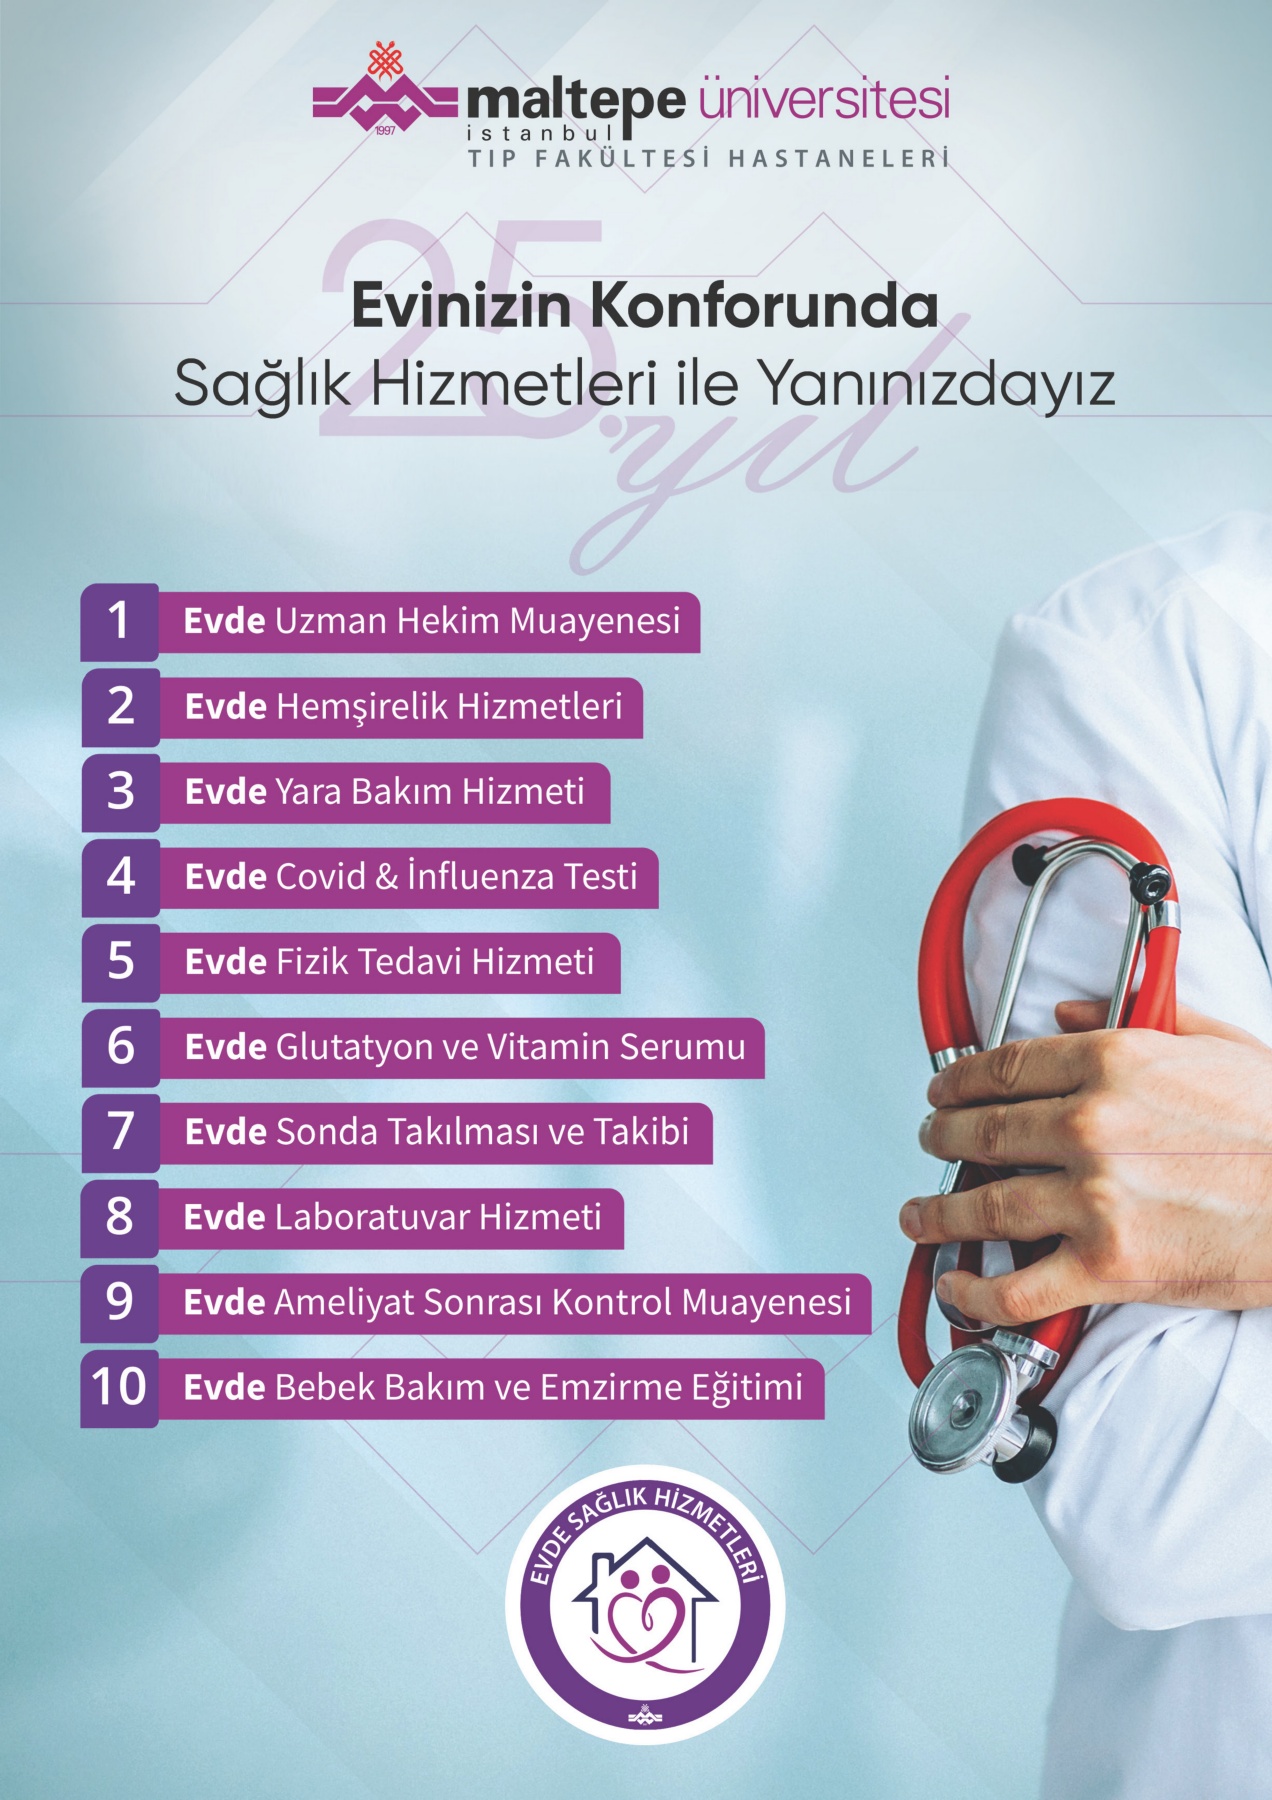 1997
maltepe üniversitesi
istanbul
TIP FAKÜLTESİ HASTANELERİ
25.yıl
Evinizin Konforunda
Sağlık Hizmetleri ile Yanınızdayız
1 Evde Uzman Hekim Muayenesi
2 Evde Hemşirelik Hizmetleri
3 Evde Yara Bakım Hizmeti
4 Evde Covid & İnfluenza Testi
5 Evde Fizik Tedavi Hizmeti
6 Evde Glutatyon ve Vitamin Serumu
7 Evde Sonda Takılması ve Takibi
8 Evde Laboratuvar Hizmeti
9 Evde Ameliyat Sonrası Kontrol Muayenesi
10 Evde Bebek Bakım ve Emzirme Eğitimi
EVDE SAĞLIK HİZMETLERİ